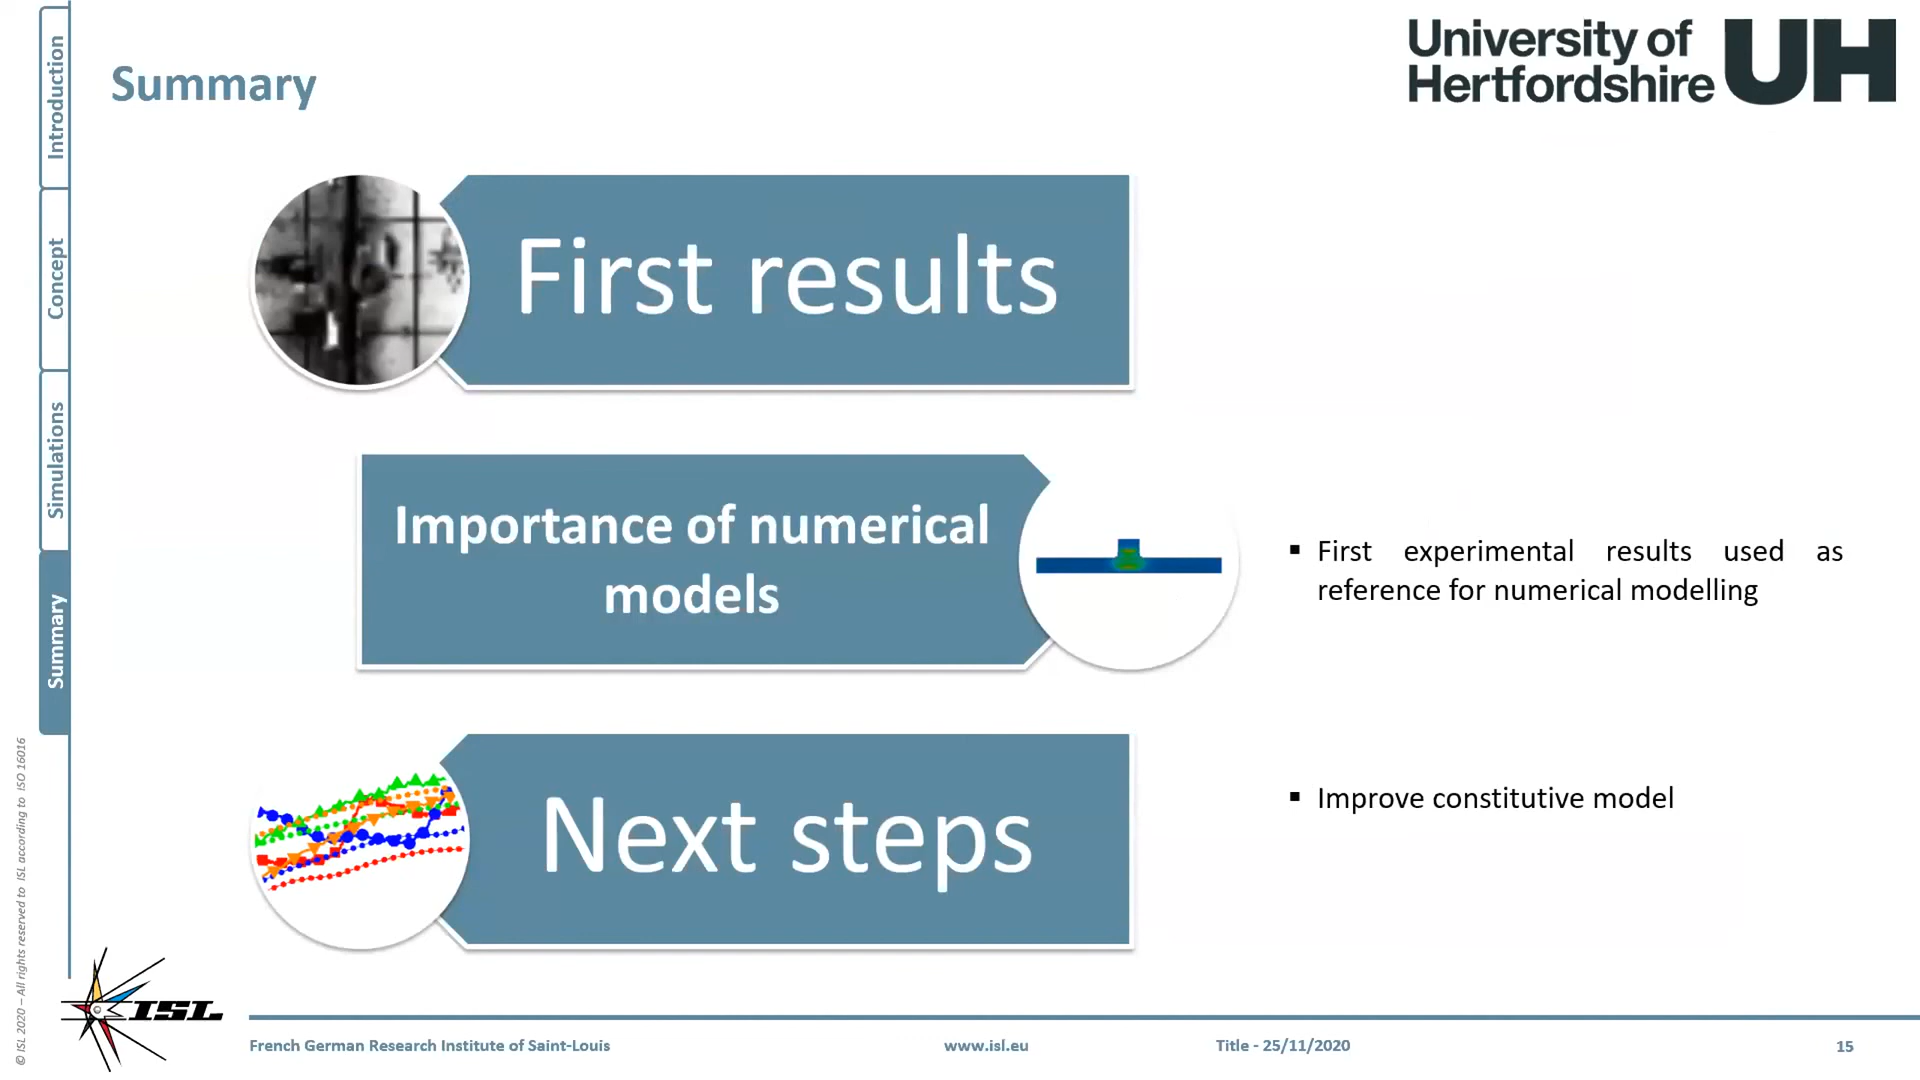 Introduction
Concept
Simulations
Summary
Summary
University of
Hertfordshire
UH
First results
Importance of numerical
models
▪ First experimental results used as
reference for numerical modelling
Next steps
▪ Improve constitutive model
© ISL 2020 – All rights reserved to ISL according to ISO 16016
ISL
French German Research Institute of Saint-Louis
www.isl.eu
Title - 25/11/2020
15